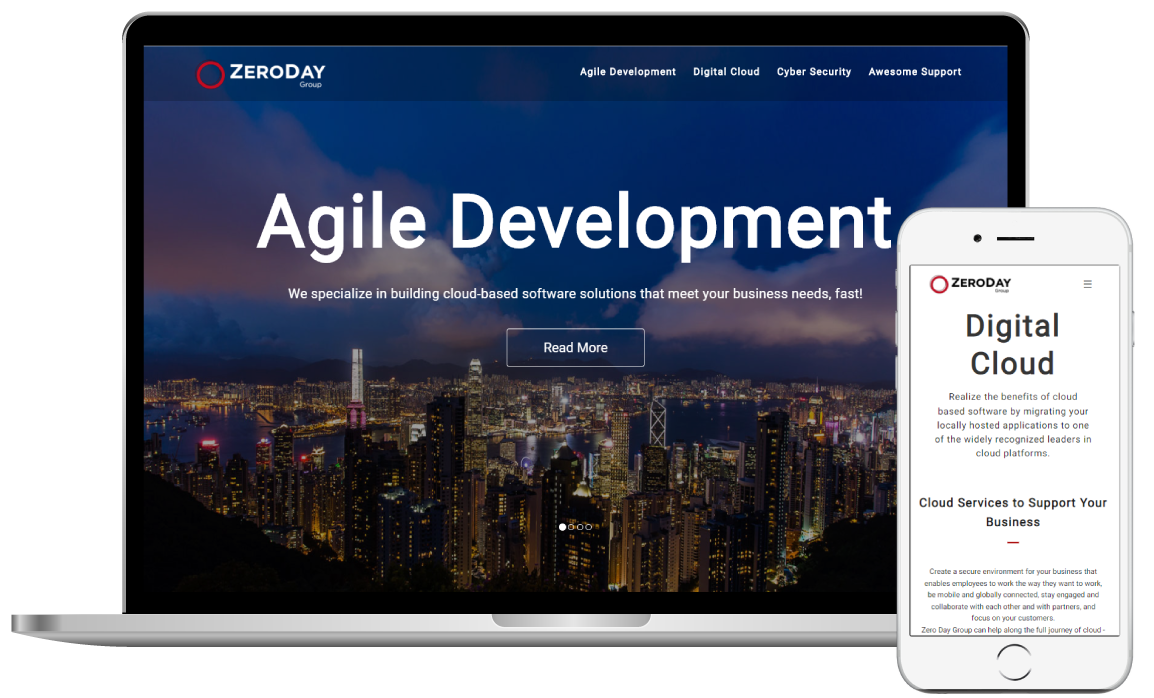 ZERODAY
Group
Agile Development Digital Cloud Cyber Security Awesome Support
Agile Development
We specialize in building cloud-based software solutions that meet your business needs, fast!
Read More
ZERODAY
Group
Digital
Cloud
Realize the benefits of cloud
based software by migrating your
locally hosted applications to one
of the widely recognized leaders in
cloud platforms.
Cloud Services to Support Your
Business
Create a secure environment for your business that
enables employees to work the way they want to work,
be mobile and globally connected, stay engaged and
collaborate with each other and with partners, and
focus on your customers.
Zero Day Group can help along the full journey of cloud -